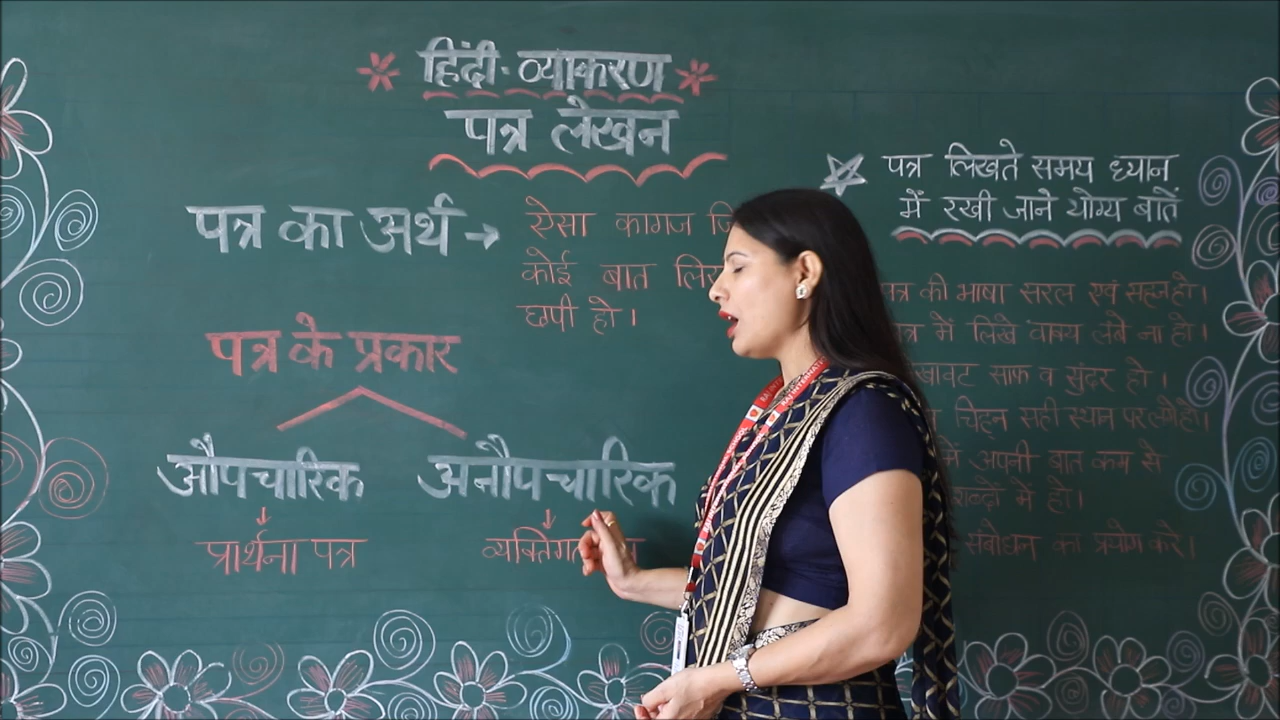 हिंदी-व्याकरण
पत्र लेखन
पत्र का अर्थ →
ऐसा कागज
कोई बात
छपी हो।
पत्र के प्रकार
औपचारिक
अनौपचारिक
प्रार्थना पत्र
पत्र लिखते समय ध्यान
में रखी जाने योग्य बातें
की भाषा सरल एवं सहज हो।
में लिखे वाक्य लंबे ना हो।
साफ व सुंदर हो।
चिह्न सही स्थान पर लगे हो।
अपनी बात कम से
में हो।
संबोधन का प्रयोग करें।